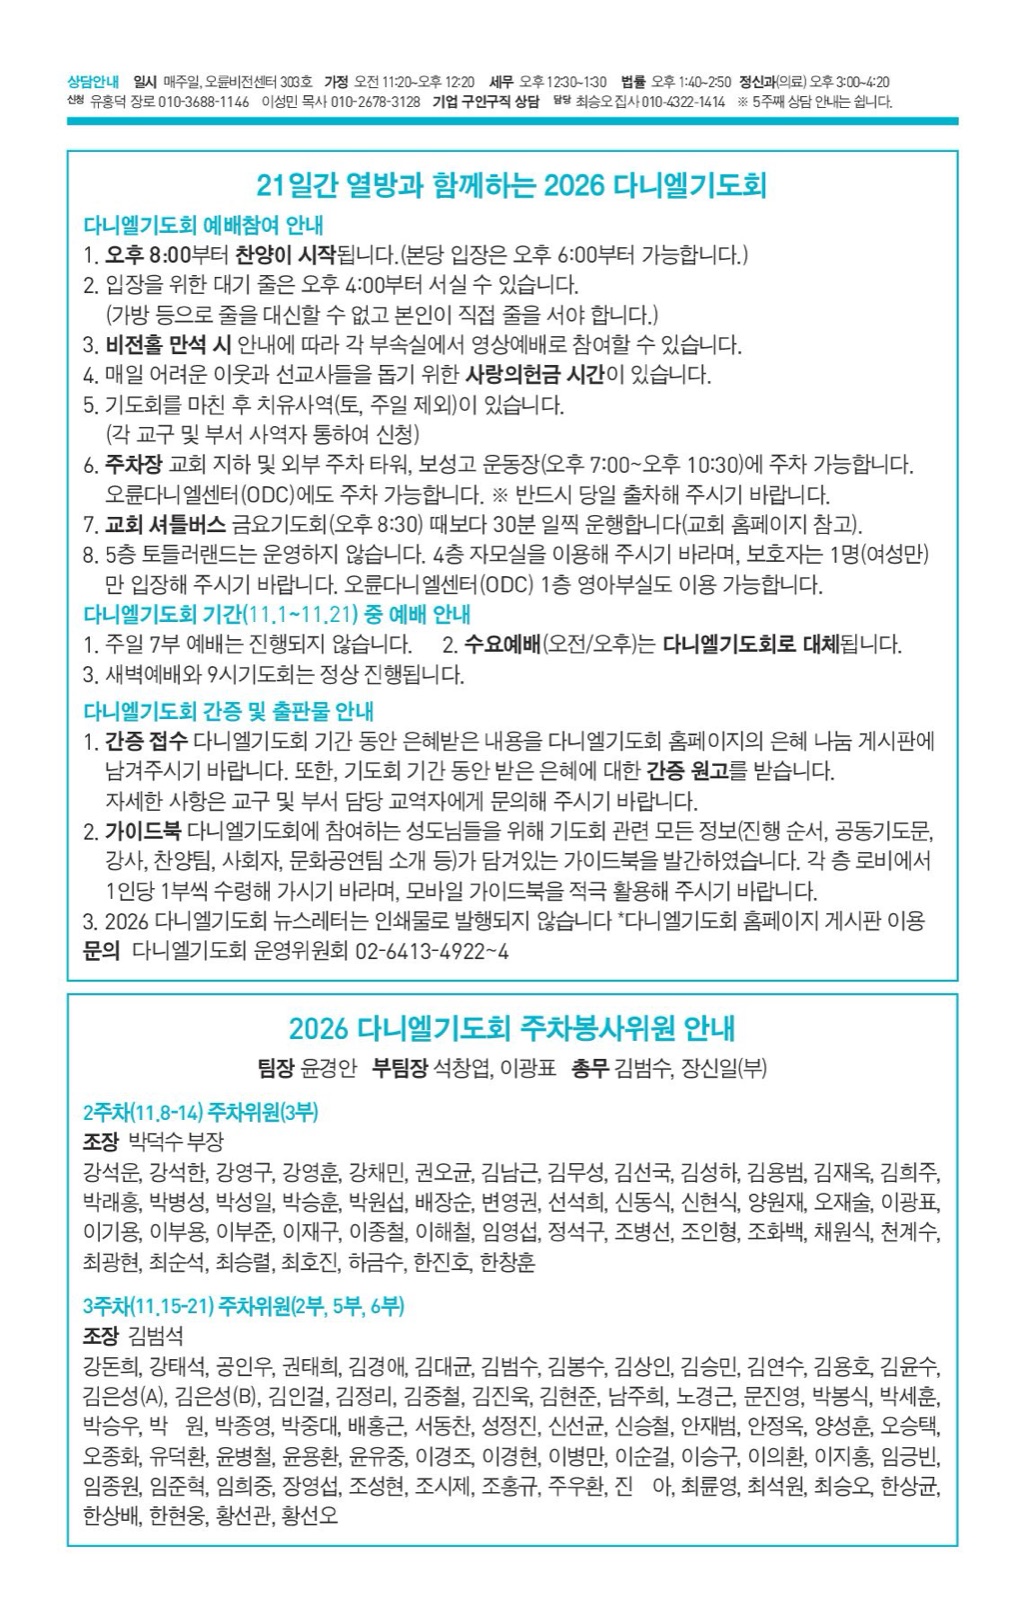 상담안내 일시 매주일, 오륜비전센터 303호 가정 오전 11:20~오후 12:20 세무 오후 12:30~1:30 법률 오후 1:40~2:50 정신과(의료) 오후 3:00~4:20
신청 유홍덕 장로 010-3688-1146 이성민 목사 010-2678-3128 기업 구인구직 상담 담당 최승오 집사 010-4322-1414 ※ 5주째 상담 안내는 쉽니다.
21일간 열방과 함께하는 2026 다니엘기도회
다니엘기도회 예배참여 안내
1. 오후 8:00부터 찬양이 시작됩니다.(본당 입장은 오후 6:00부터 가능합니다.)
2. 입장을 위한 대기 줄은 오후 4:00부터 서실 수 있습니다.
(가방 등으로 줄을 대신할 수 없고 본인이 직접 줄을 서야 합니다.)
3. 비전홀 만석 시 안내에 따라 각 부속실에서 영상예배로 참여할 수 있습니다.
4. 매일 어려운 이웃과 선교사들을 돕기 위한 사랑의헌금 시간이 있습니다.
5. 기도회를 마친 후 치유사역(토, 주일 제외)이 있습니다.
(각 교구 및 부서 사역자 통하여 신청)
6. 주차장 교회 지하 및 외부 주차 타워, 보성고 운동장(오후 7:00~오후 10:30)에 주차 가능합니다.
오륜다니엘센터(ODC)에도 주차 가능합니다. ※ 반드시 당일 출차해 주시기 바랍니다.
7. 교회 셔틀버스 금요기도회(오후 8:30) 때보다 30분 일찍 운행합니다(교회 홈페이지 참고).
8. 5층 토들러랜드는 운영하지 않습니다. 4층 자모실을 이용해 주시기 바라며, 보호자는 1명(여성만)
만 입장해 주시기 바랍니다. 오륜다니엘센터(ODC) 1층 영아부실도 이용 가능합니다.
다니엘기도회 기간(11.1~11.21) 중 예배 안내
1. 주일 7부 예배는 진행되지 않습니다. 2. 수요예배(오전/오후)는 다니엘기도회로 대체됩니다.
3. 새벽예배와 9시기도회는 정상 진행됩니다.
다니엘기도회 간증 및 출판물 안내
1. 간증 접수 다니엘기도회 기간 동안 은혜받은 내용을 다니엘기도회 홈페이지의 은혜 나눔 게시판에
남겨주시기 바랍니다. 또한, 기도회 기간 동안 받은 은혜에 대한 간증 원고를 받습니다.
자세한 사항은 교구 및 부서 담당 교역자에게 문의해 주시기 바랍니다.
2. 가이드북 다니엘기도회에 참여하는 성도님들을 위해 기도회 관련 모든 정보(진행 순서, 공동기도문,
강사, 찬양팀, 사회자, 문화공연팀 소개 등)가 담겨있는 가이드북을 발간하였습니다. 각 층 로비에서
1인당 1부씩 수령해 가시기 바라며, 모바일 가이드북을 적극 활용해 주시기 바랍니다.
3. 2026 다니엘기도회 뉴스레터는 인쇄물로 발행되지 않습니다 *다니엘기도회 홈페이지 게시판 이용
문의 다니엘기도회 운영위원회 02-6413-4922~4
2026 다니엘기도회 주차봉사위원 안내
팀장 윤경안 부팀장 석창엽, 이광표 총무 김범수, 장신일(부)
2주차(11.8-14) 주차위원(3부)
조장 박덕수 부장
강석운, 강석한, 강영구, 강영훈, 강채민, 권오균, 김남근, 김무성, 김선국, 김성하, 김용범, 김재옥, 김희주,
박래홍, 박병성, 박성일, 박승훈, 박원섭, 배장순, 변영권, 선석희, 신동식, 신현식, 양원재, 오재술, 이광표,
이기용, 이부용, 이부준, 이재구, 이종철, 이해철, 임영섭, 정석구, 조병선, 조인형, 조화백, 채원식, 천계수,
최광현, 최순석, 최승렬, 최호진, 하금수, 한진호, 한창훈
3주차(11.15-21) 주차위원(2부, 5부, 6부)
조장 김범석
강돈희, 강태석, 공인우, 권태희, 김경애, 김대균, 김범수, 김봉수, 김상인, 김승민, 김연수, 김용호, 김윤수,
김은성(A), 김은성(B), 김인걸, 김정리, 김중철, 김진욱, 김현준, 남주희, 노경근, 문진영, 박봉식, 박세훈,
박승우, 박 원, 박종영, 박중대, 배홍근, 서동찬, 성정진, 신선균, 신승철, 안재범, 안정옥, 양성훈, 오승택,
오종화, 유덕환, 윤병철, 윤용환, 윤유중, 이경조, 이경현, 이병만, 이순걸, 이승구, 이의환, 이지홍, 임긍빈,
임종원, 임준혁, 임희중, 장영섭, 조성현, 조시제, 조홍규, 주우환, 진 아, 최륜영, 최석원, 최승오, 한상균,
한상배, 한현웅, 황선관, 황선오